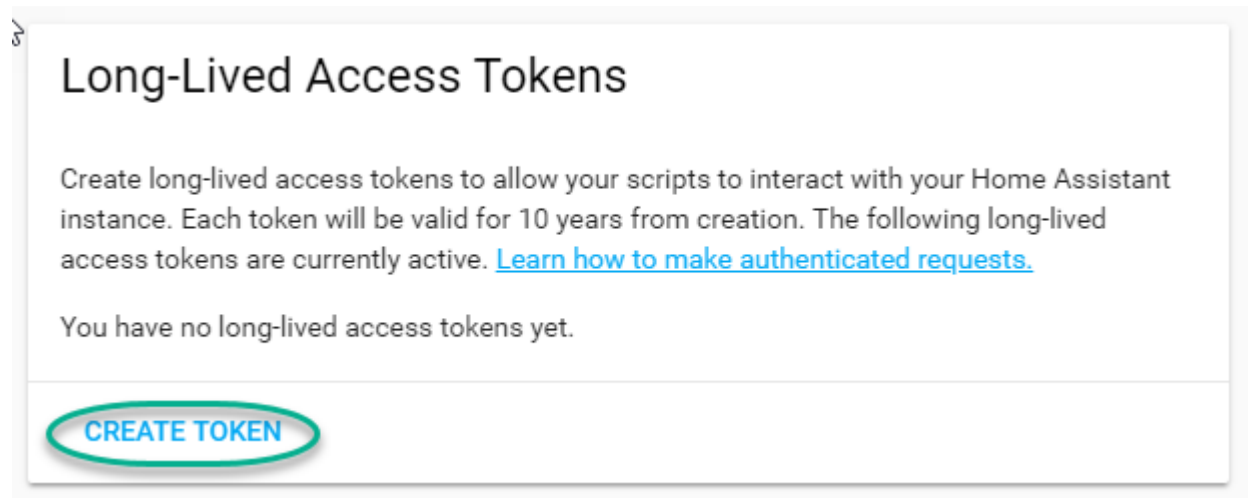 Long-Lived Access Tokens
Create long-lived access tokens to allow your scripts to interact with your Home Assistant
instance. Each token will be valid for 10 years from creation. The following long-lived
access tokens are currently active. Learn how to make authenticated requests.
You have no long-lived access tokens yet.
CREATE TOKEN